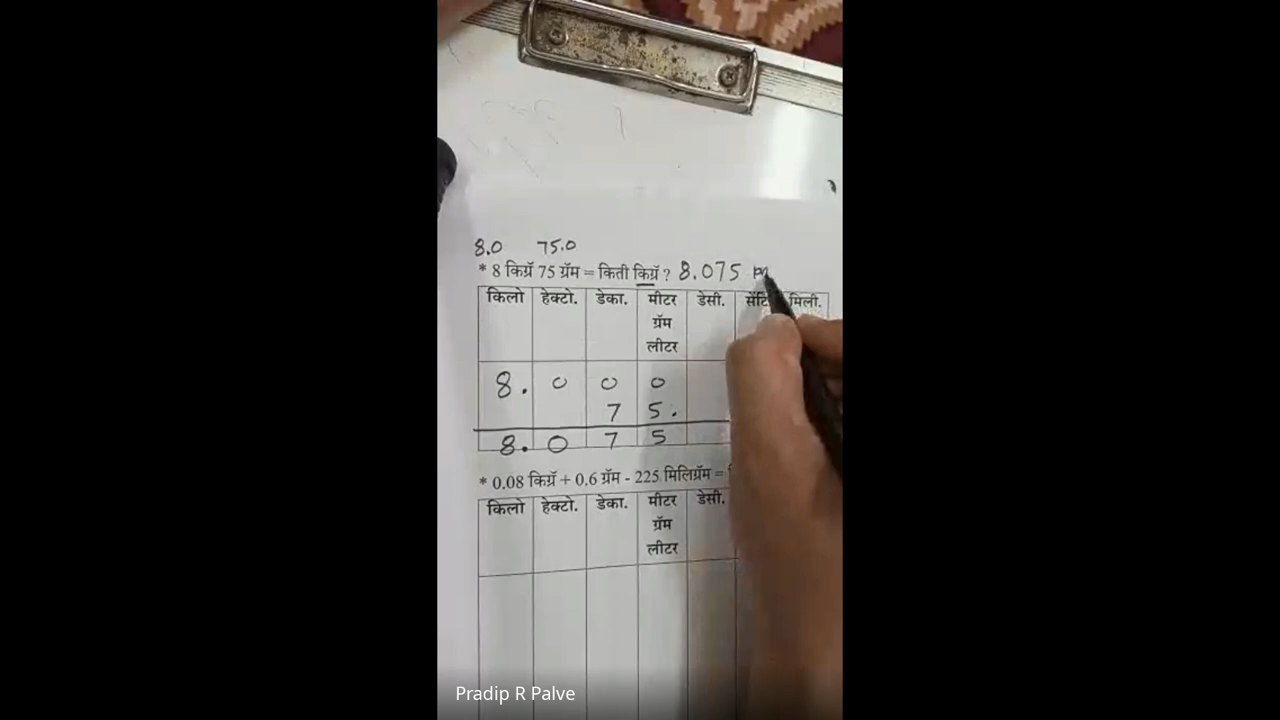 8.0 75.0
* 8 किग्रॅ 75 ग्रॅम = किती किग्रॅ ? 8.075
किलो हेक्टो. डेका. मीटर ग्रॅम लीटर डेसी. सेंटि मिली.
8. 0 0 0
7 5.
8. 0 7 5
* 0.08 किग्रॅ + 0.6 ग्रॅम - 225 मिलिग्रॅम =
किलो हेक्टो. डेका. मीटर ग्रॅम लीटर डेसी.
Pradip R Palve